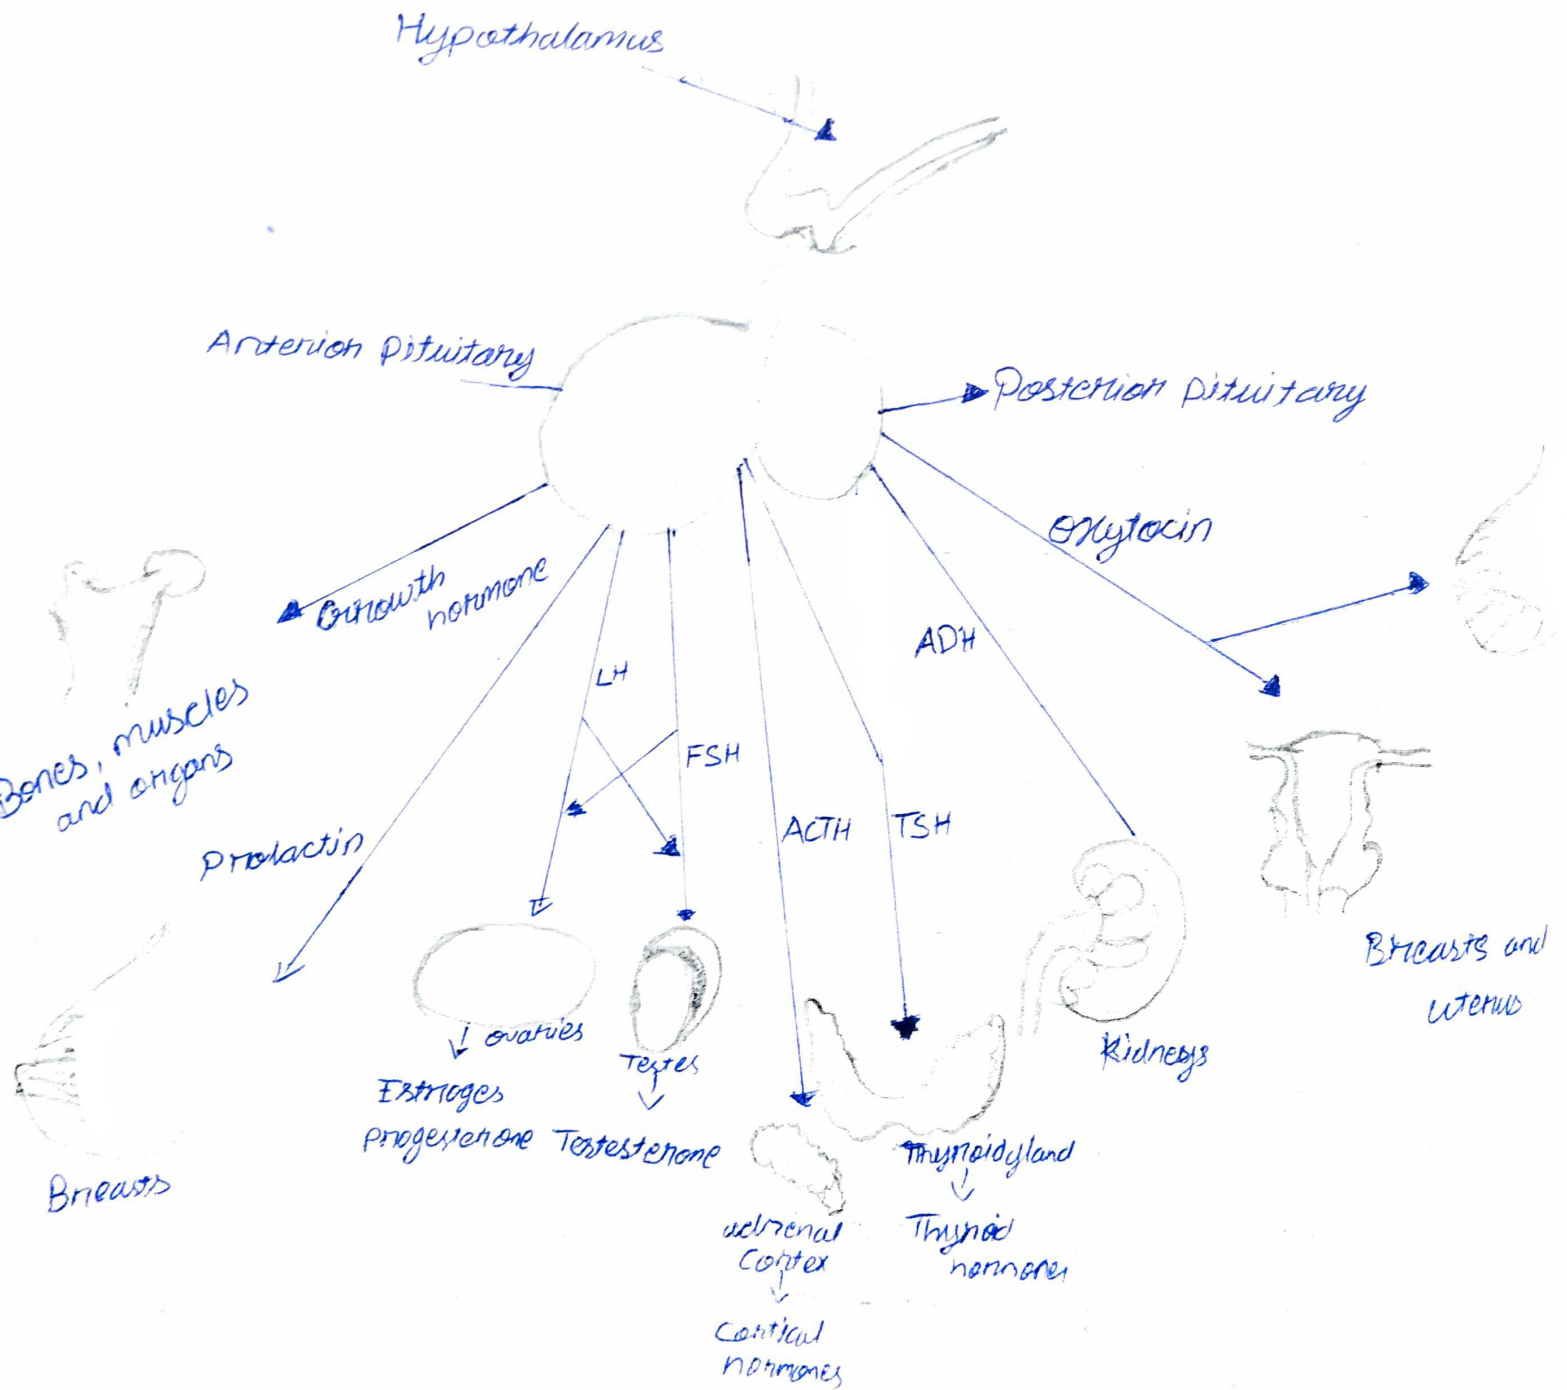 Hypothalamus
Anterior Pituitary
Posterior Pituitary
Oxytocin
Growth
hormone
ADH
LH
FSH
Bones, muscles
and organs
ACTH
TSH
Prolactin
Breasts and
uterus
Ovaries
Kidneys
Testes
Estroges
progesterone
Testesterone
Thyroidgland
Breasts
adrenal
Cortex
Thyroid
hormones
Cortical
hormones